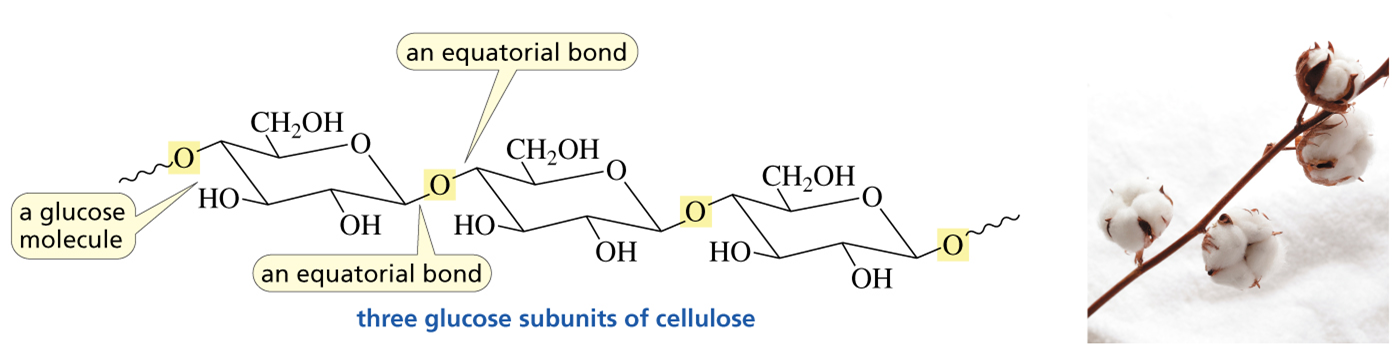 an equatorial bond
CH₂OH
O
O
CH₂OH
O
O
CH₂OH
O
O
O
HO
OH
HO
OH
HO
OH
a glucose
molecule
an equatorial bond
three glucose subunits of cellulose